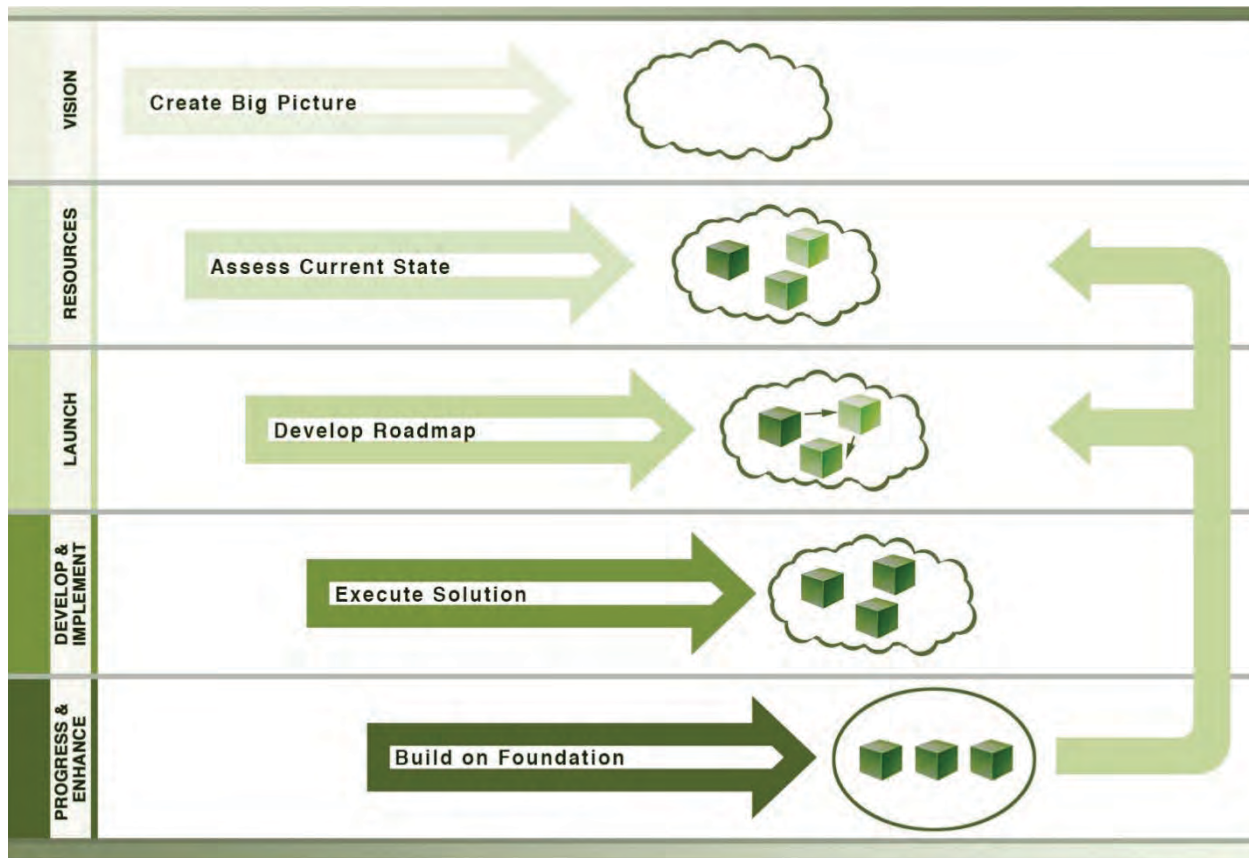 VISION
Create Big Picture
RESOURCES
Assess Current State
LAUNCH
Develop Roadmap
DEVELOP &
IMPLEMENT
Execute Solution
PROGRESS &
ENHANCE
Build on Foundation